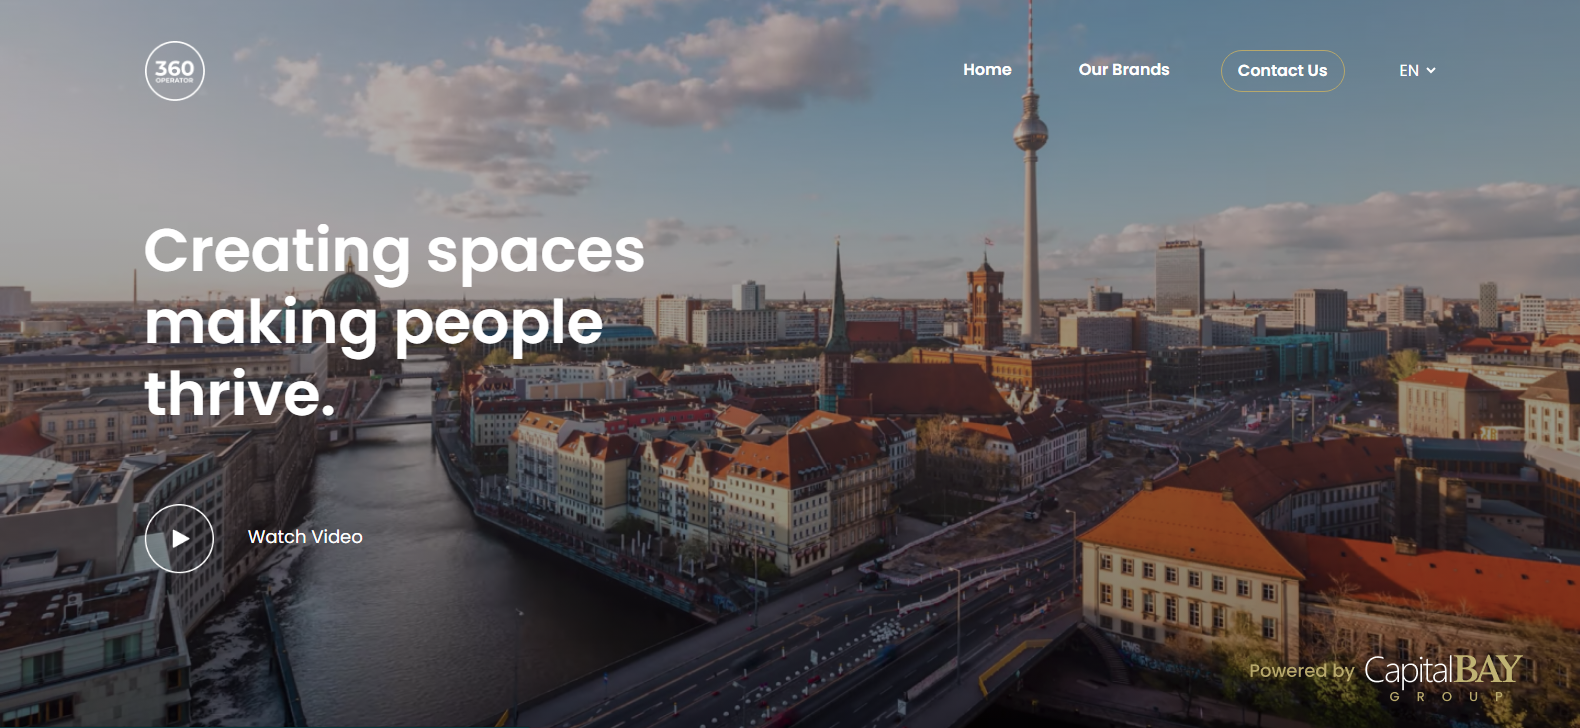 360
OPERATOR
Home
Our Brands
Contact Us
EN
Creating spaces
making people
thrive.
Watch Video
Powered by CapitalBAY
GROUP